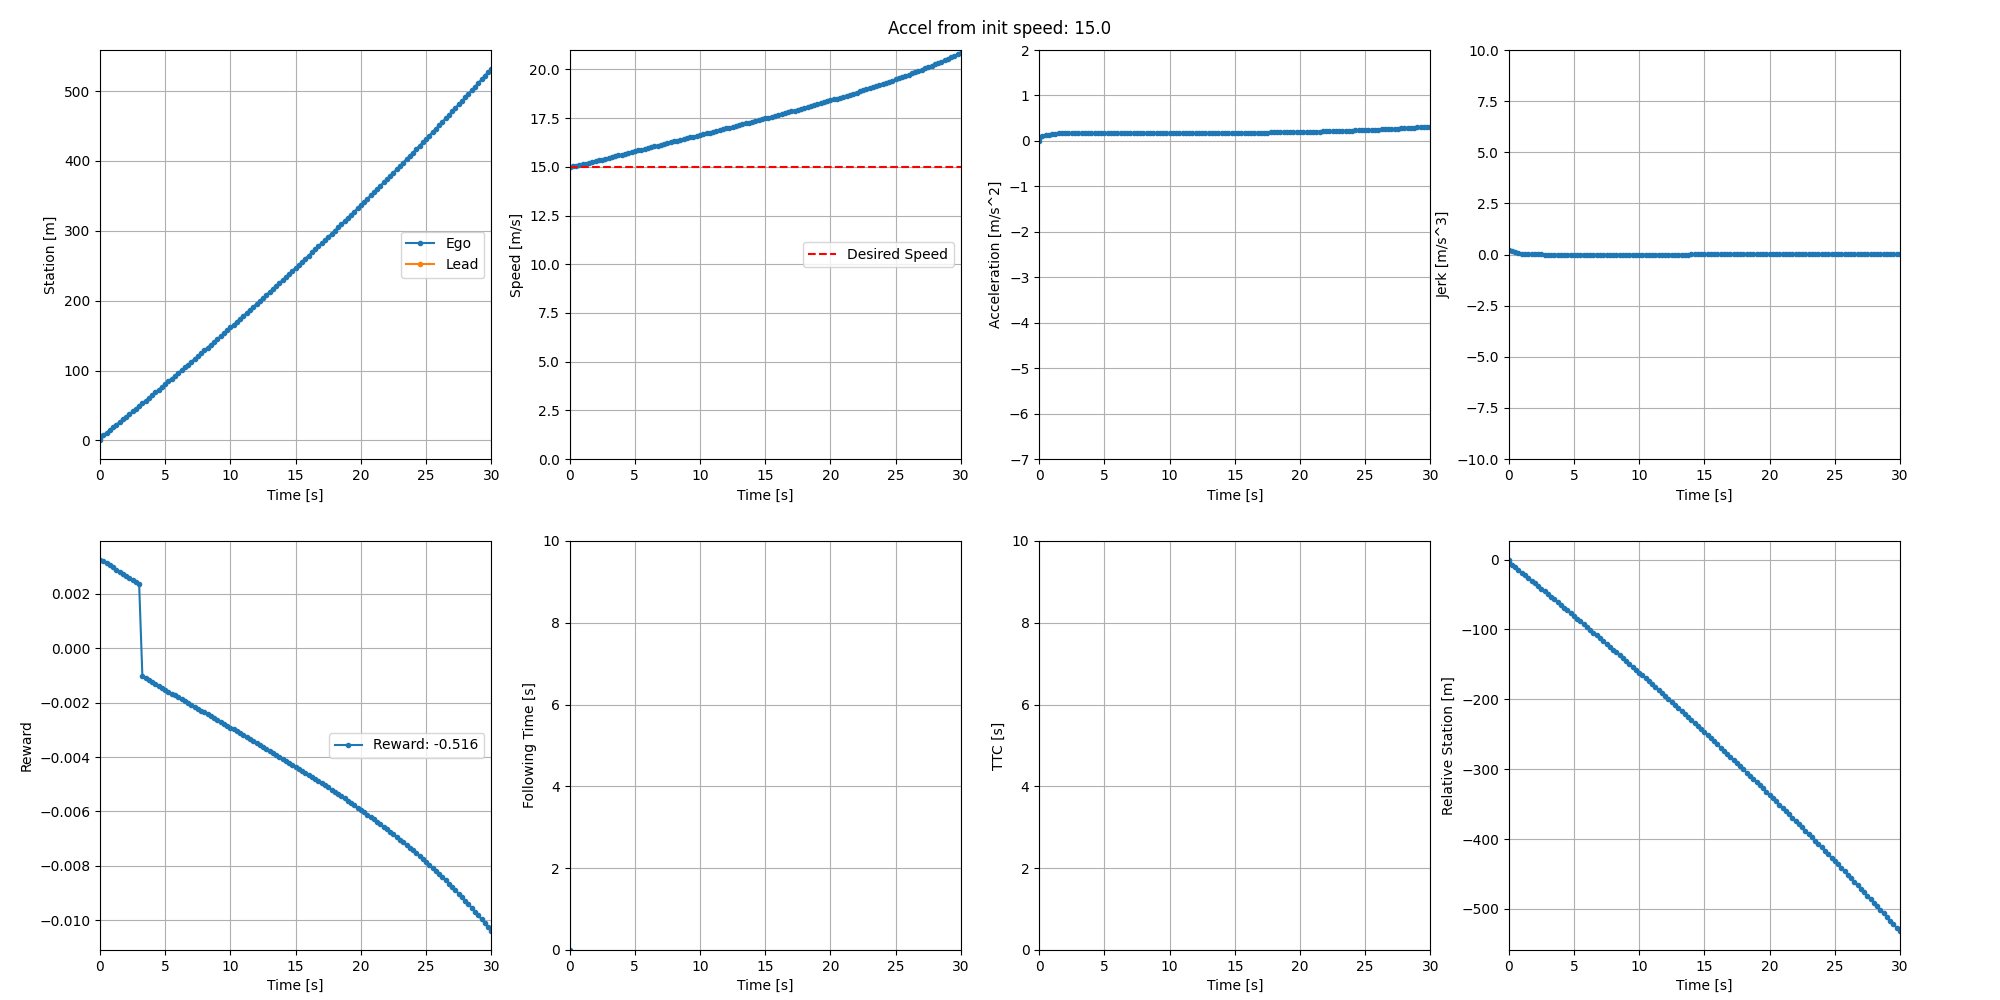 Accel from init speed: 15.0
Station [m]
500
400
300
200
100
0
Ego
Lead
0 5 10 15 20 25 30
Time [s]
Speed [m/s]
20.0
17.5
15.0
12.5
10.0
7.5
5.0
2.5
0.0
Desired Speed
0 5 10 15 20 25 30
Time [s]
Acceleration [m/s^2]
2
1
0
−1
−2
−3
−4
−5
−6
−7
0 5 10 15 20 25 30
Time [s]
Jerk [m/s^3]
10.0
7.5
5.0
2.5
0.0
−2.5
−5.0
−7.5
−10.0
0 5 10 15 20 25 30
Time [s]
Reward
0.002
0.000
−0.002
−0.004
−0.006
−0.008
−0.010
Reward: -0.516
0 5 10 15 20 25 30
Time [s]
Following Time [s]
10
8
6
4
2
0
0 5 10 15 20 25 30
Time [s]
TTC [s]
10
8
6
4
2
0
0 5 10 15 20 25 30
Time [s]
Relative Station [m]
0
−100
−200
−300
−400
−500
0 5 10 15 20 25 30
Time [s]